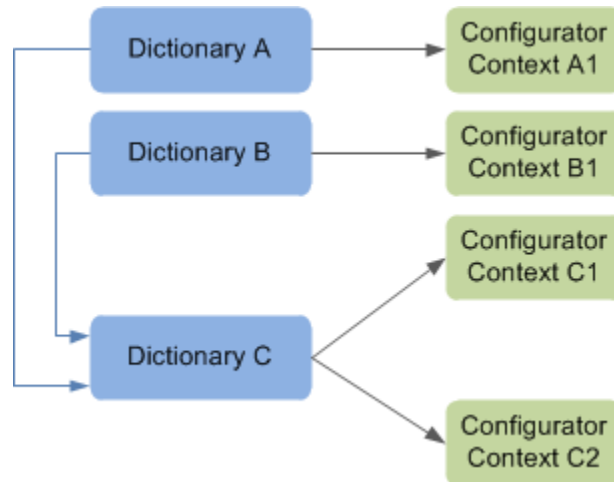 Dictionary A
Configurator
Context A1
Dictionary B
Configurator
Context B1
Configurator
Context C1
Dictionary C
Configurator
Context C2